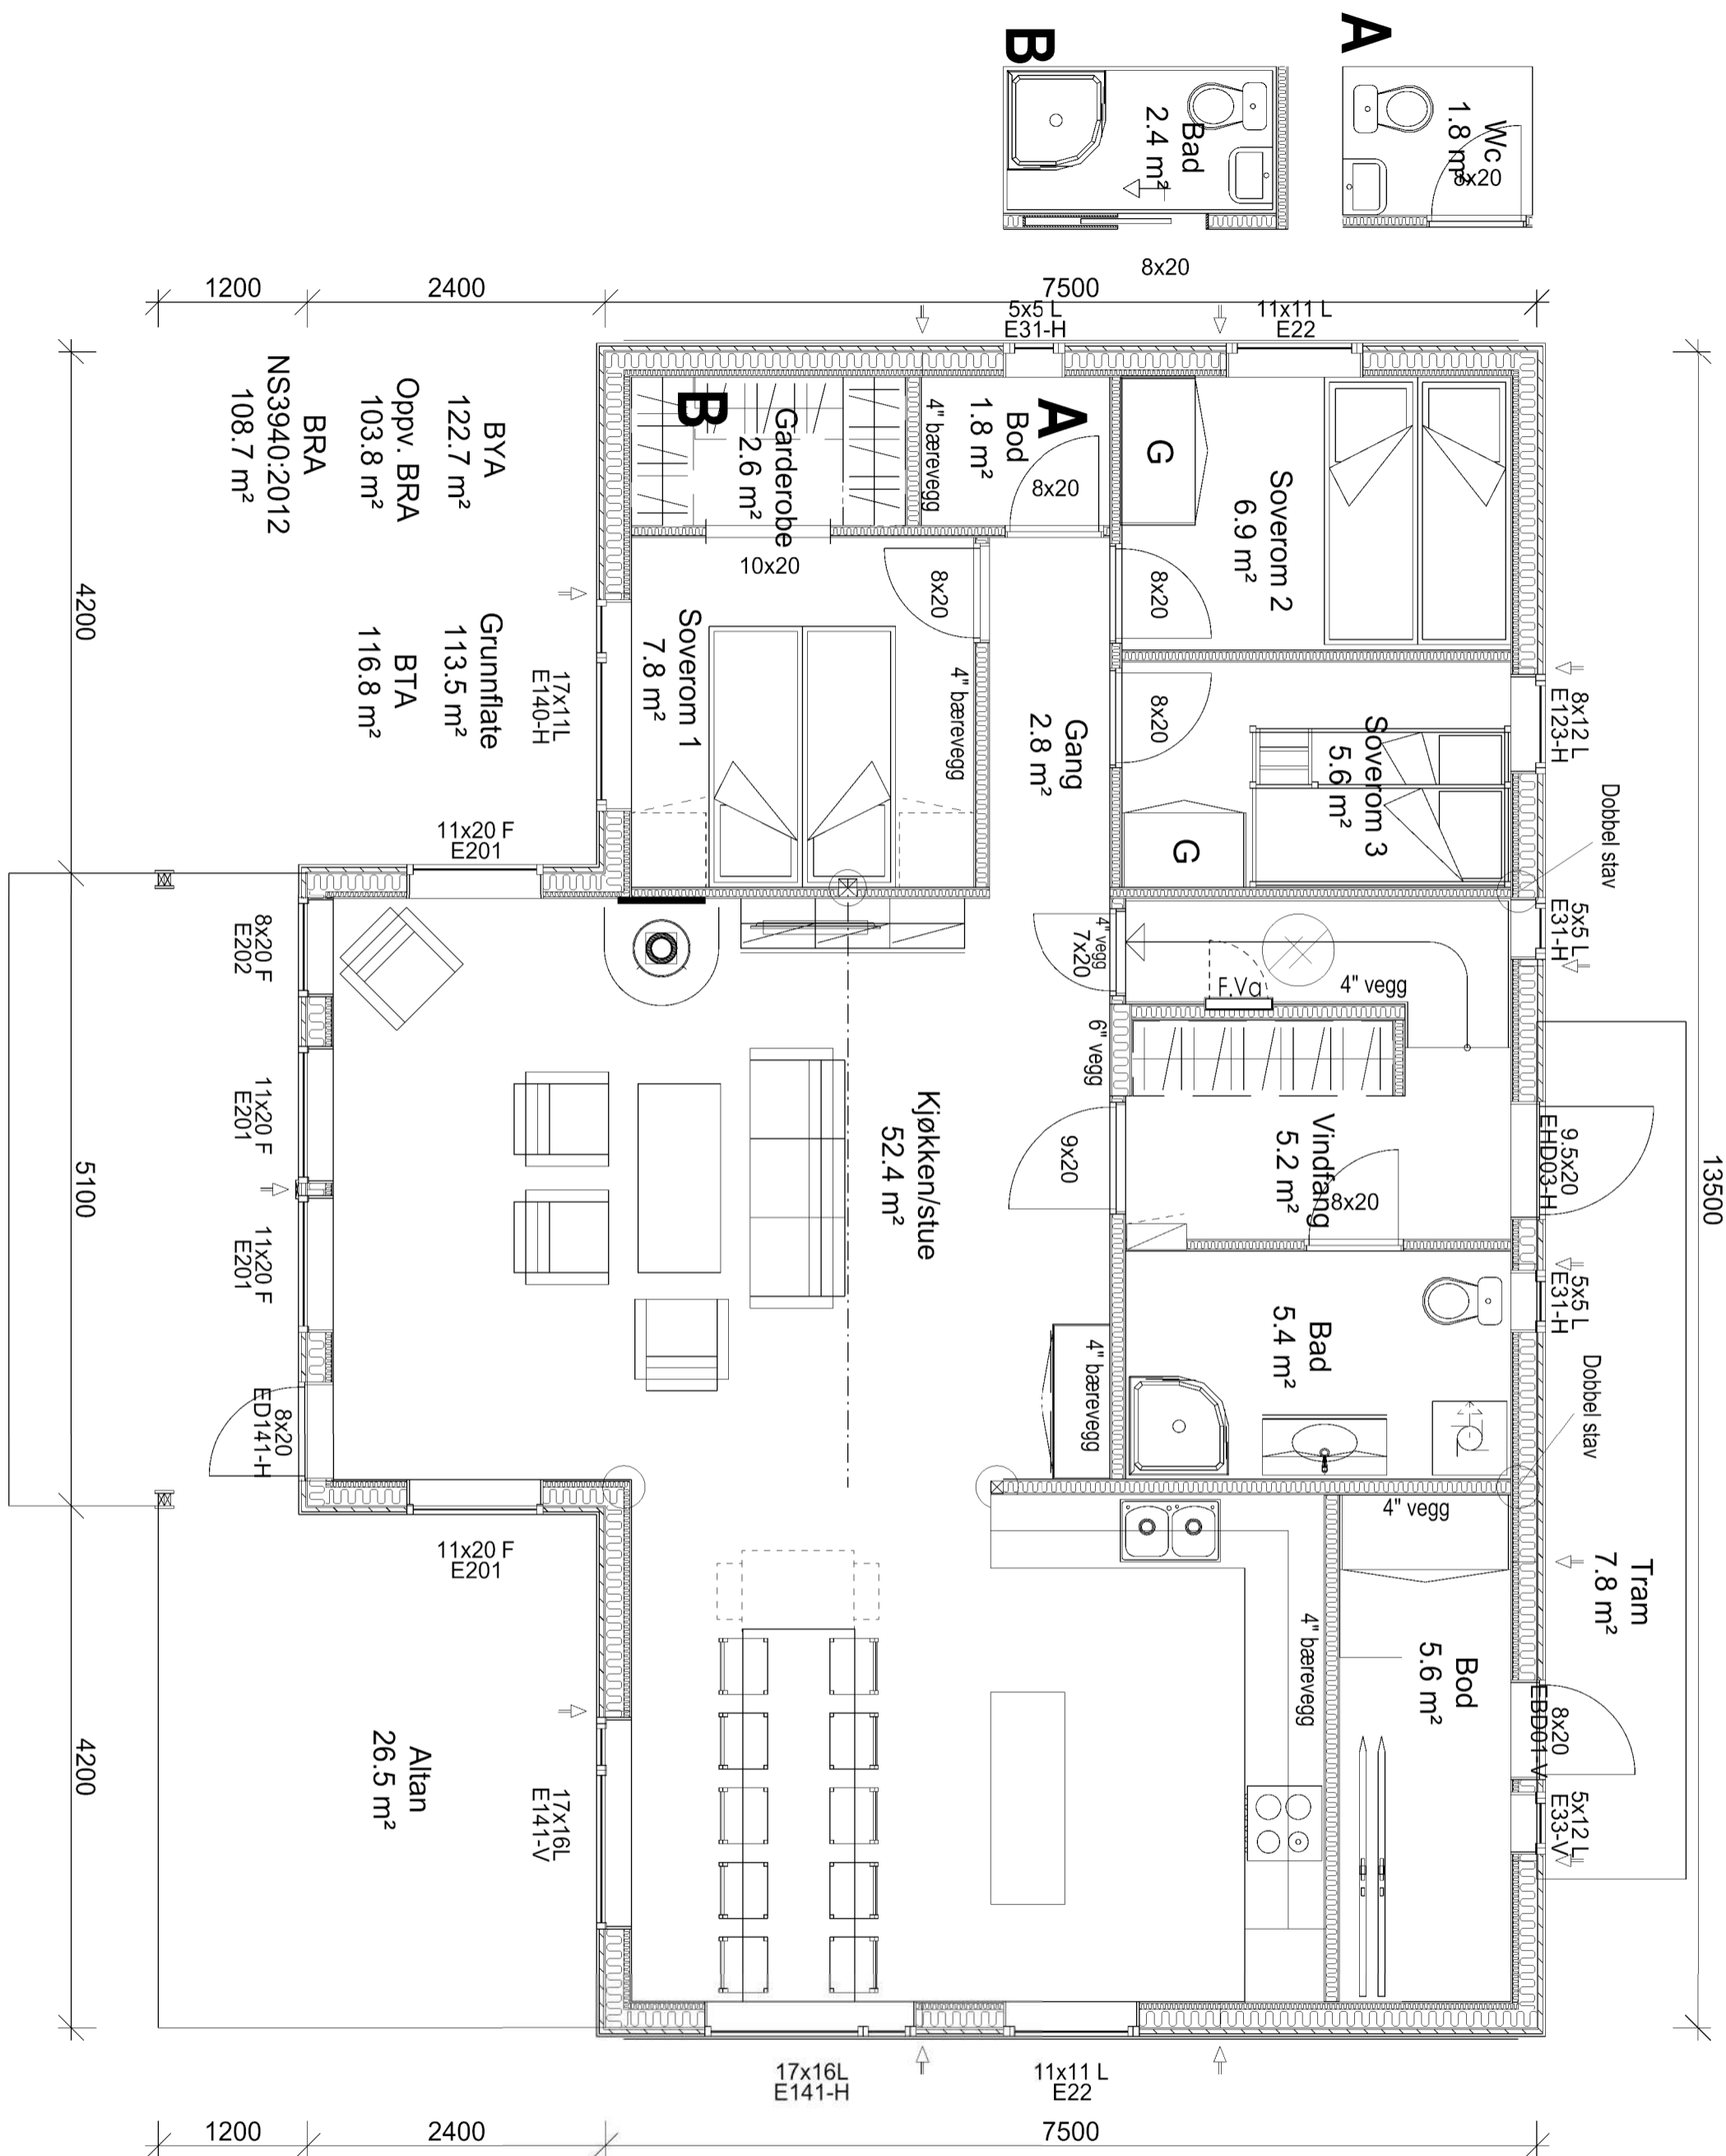 A
Wc
1.8 m²
8x20
B
Bad
2.4 m²
8x20
1200
2400
7500
5x5 L
E31-H
11x11 L
E22
13500
BYA
122.7 m²
Oppv. BRA
103.8 m²
BRA
NS3940:2012
108.7 m²
Grunnflate
113.5 m²
BTA
116.8 m²
B
Garderobe
2.6 m²
10x20
4" bærevegg
A
Bod
1.8 m²
8x20
G
Soverom 2
6.9 m²
8x20
8x20
Soverom 1
7.8 m²
4" bærevegg
Gang
2.8 m²
8x20
Soverom 3
5.6 m²
G
8x12 L
E123-H
Dobbel stav
17x11L
E140-H
11x20 F
E201
4200
8x20 F
E202
4" vegg
7x20
F.Va
4" vegg
5x5 L
E31-H
6" vegg
11x20 F
E201
Kjøkken/stue
52.4 m²
9x20
Vindfang
5.2 m²
8x20
9.5x20
EHD03-H
5100
11x20 F
E201
5x5 L
E31-H
Bad
5.4 m²
4" bærevegg
Dobbel stav
8x20
ED141-H
11x20 F
E201
4" vegg
Tram
7.8 m²
4" bærevegg
Bod
5.6 m²
8x20
EBD01-V
5x12 L
E33-V
4200
Altan
26.5 m²
17x16L
E141-V
17x16L
E141-H
11x11 L
E22
1200
2400
7500